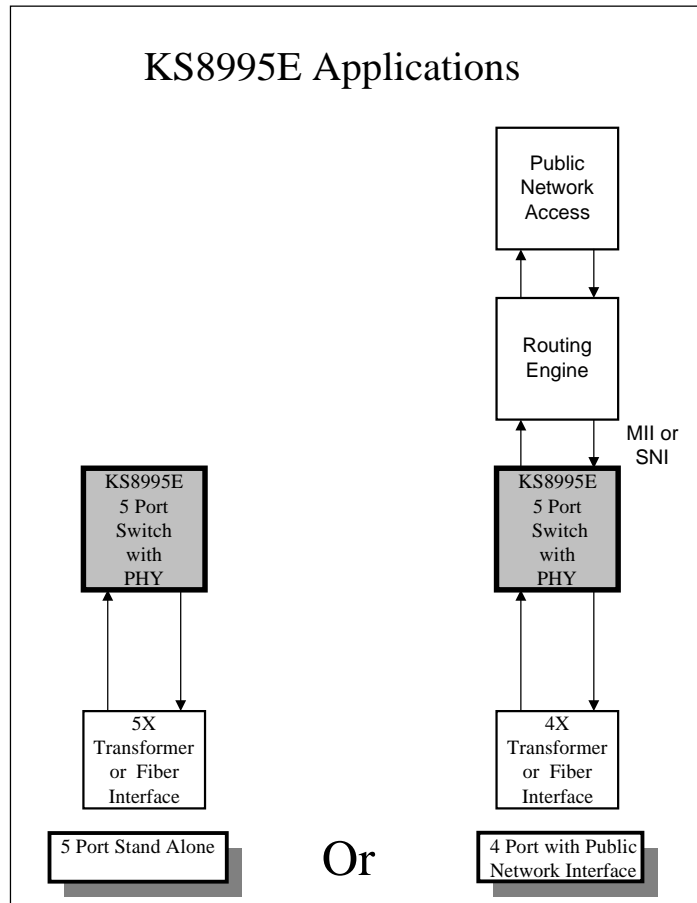 KS8995E Applications
Public
Network
Access
Routing
Engine
MII or
SNI
KS8995E
5 Port
Switch
with
PHY
KS8995E
5 Port
Switch
with
PHY
5X
Transformer
or Fiber
Interface
4X
Transformer
or Fiber
Interface
5 Port Stand Alone
Or
4 Port with Public
Network Interface